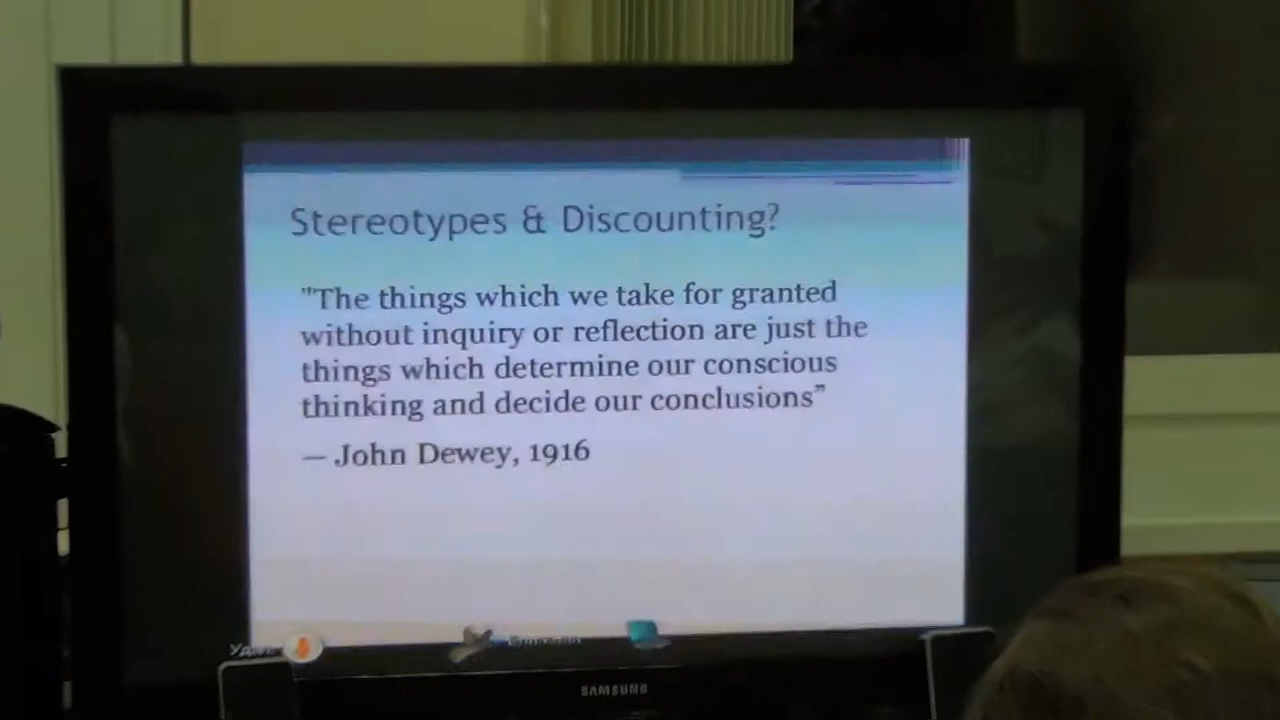 Stereotypes & Discounting?
"The things which we take for granted
without inquiry or reflection are just the
things which determine our conscious
thinking and decide our conclusions”
— John Dewey, 1916
SAMSUNG